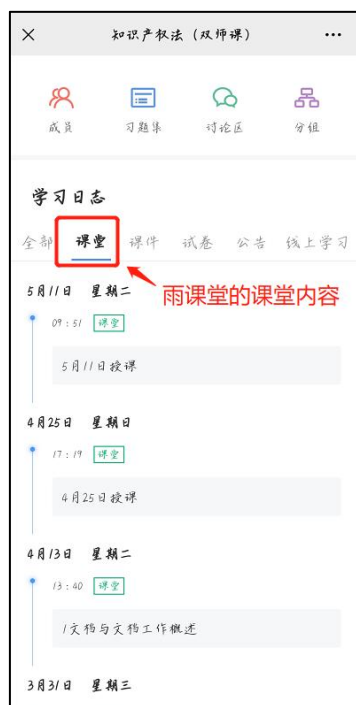 知识产权法（双师课）
成员 习题集 讨论区 分组
学习日志
全部 课堂 课件 试卷 公告 线上学习
5月11日 星期二
雨课堂的课堂内容
09:51 课堂
5月11日授课
4月25日 星期日
17:19 课堂
4月25日授课
4月13日 星期二
13:40 课堂
1文档与文档工作概述
3月31日 星期三